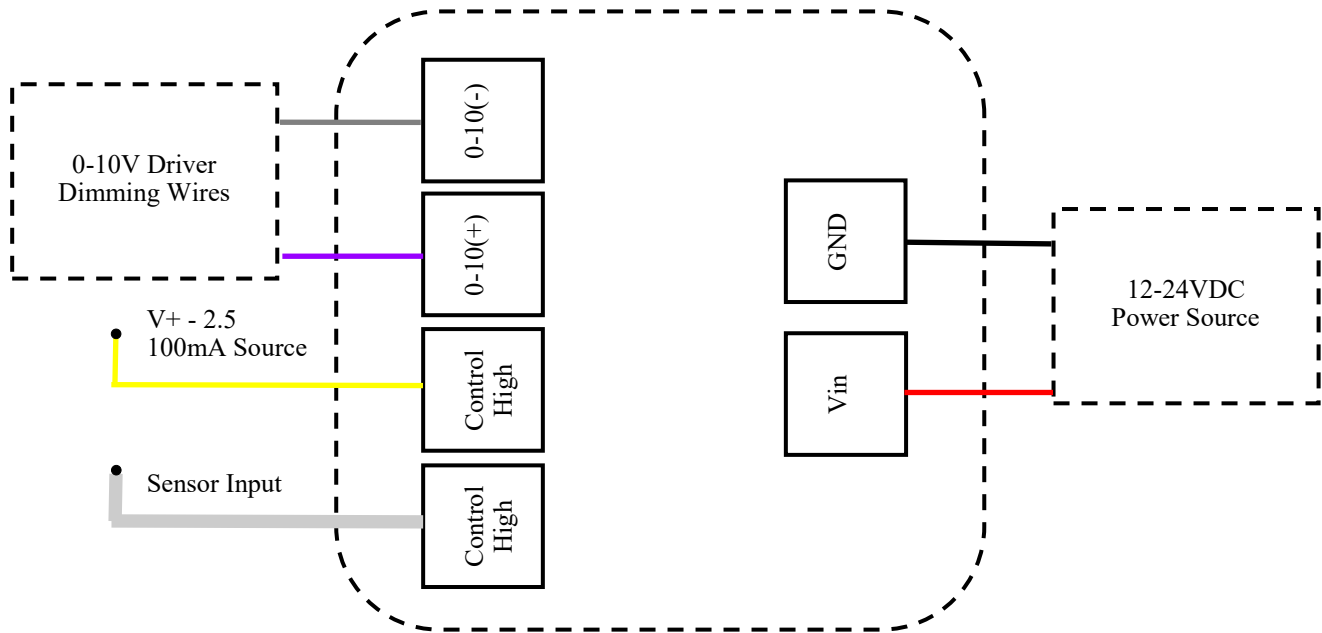 0-10(-)
0-10V Driver
Dimming Wires
0-10(+)
GND
12-24VDC
Power Source
V+ - 2.5
100mA Source
Control
High
Vin
Sensor Input
Control
High